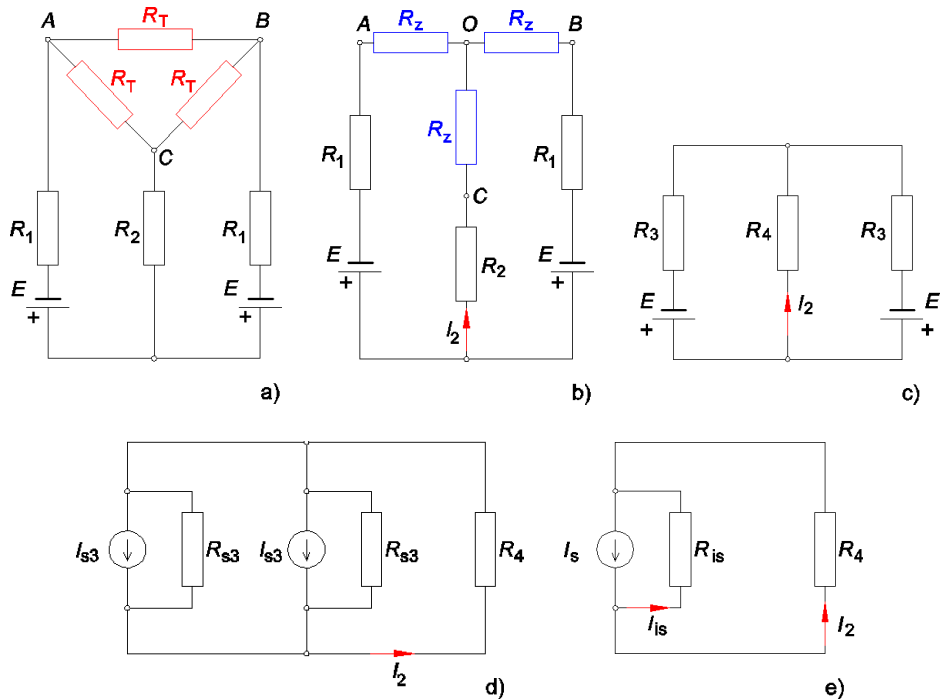 A
R_T
B
R_T
R_T
C
R_1
R_2
R_1
E
+
E
+
a)
A
R_z
O
R_z
B
R_z
R_1
R_1
C
E
+
R_2
E
+
I_2
b)
R_3
R_4
R_3
E
+
I_2
E
+
c)
I_s3
R_s3
I_s3
R_s3
R_4
I_2
d)
I_s
R_is
R_4
I_is
I_2
e)